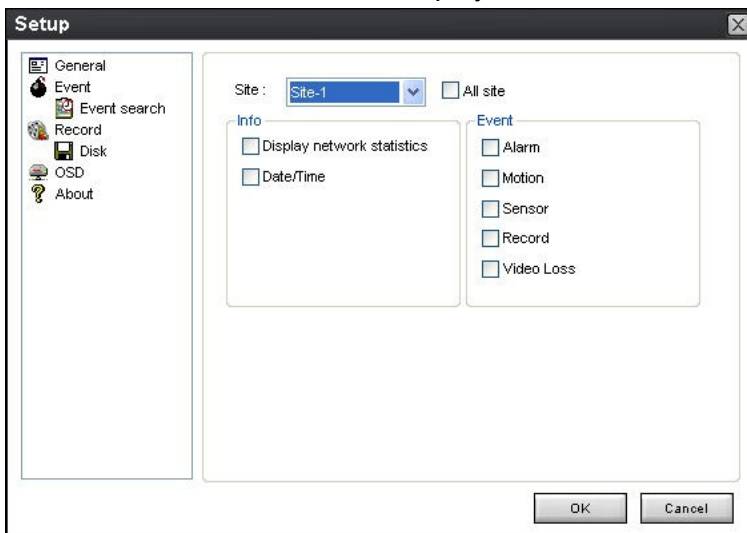 Setup
General
Event
Event search
Record
Disk
OSD
About
Site :
Site-1
All site
Info
Display network statistics
Date/Time
Event
Alarm
Motion
Sensor
Record
Video Loss
OK
Cancel